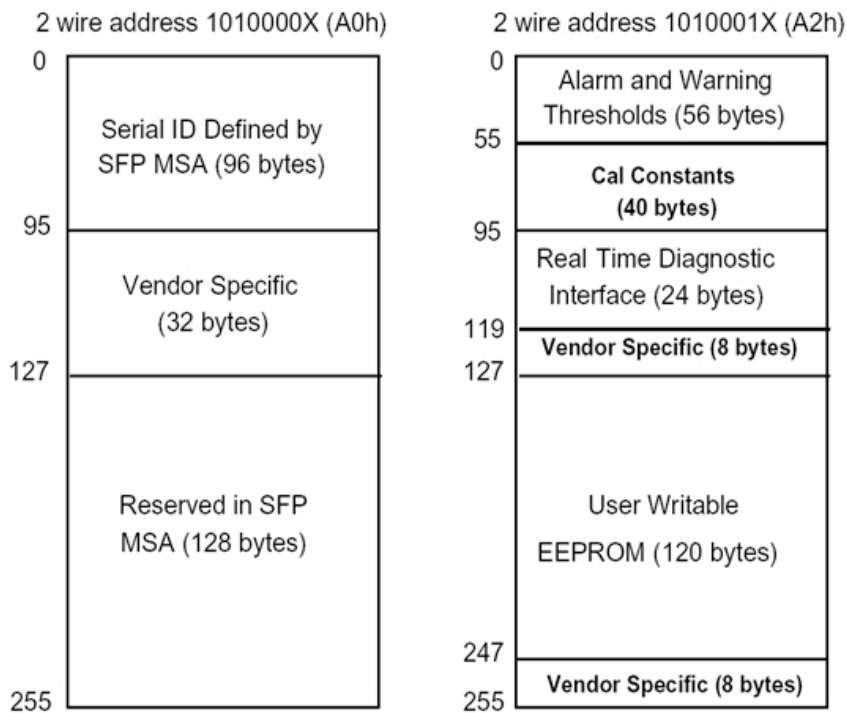 2 wire address 1010000X (A0h)
0
Serial ID Defined by
SFP MSA (96 bytes)
95
Vendor Specific
(32 bytes)
127
Reserved in SFP
MSA (128 bytes)
255
2 wire address 1010001X (A2h)
0
Alarm and Warning
Thresholds (56 bytes)
55
Cal Constants
(40 bytes)
95
Real Time Diagnostic
Interface (24 bytes)
119
Vendor Specific (8 bytes)
127
User Writable
EEPROM (120 bytes)
247
Vendor Specific (8 bytes)
255